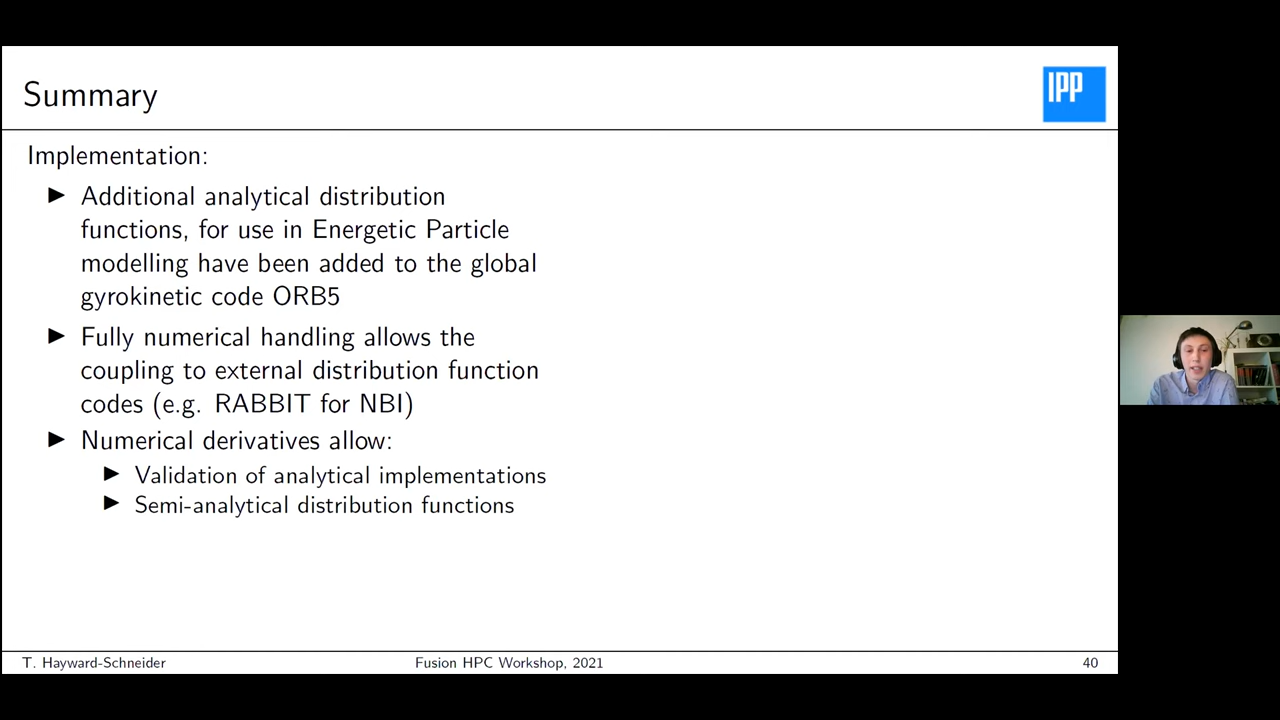 Summary
IPP
Implementation:
▶ Additional analytical distribution
functions, for use in Energetic Particle
modelling have been added to the global
gyrokinetic code ORB5
▶ Fully numerical handling allows the
coupling to external distribution function
codes (e.g. RABBIT for NBI)
▶ Numerical derivatives allow:
▶ Validation of analytical implementations
▶ Semi-analytical distribution functions
T. Hayward-Schneider
Fusion HPC Workshop, 2021
40